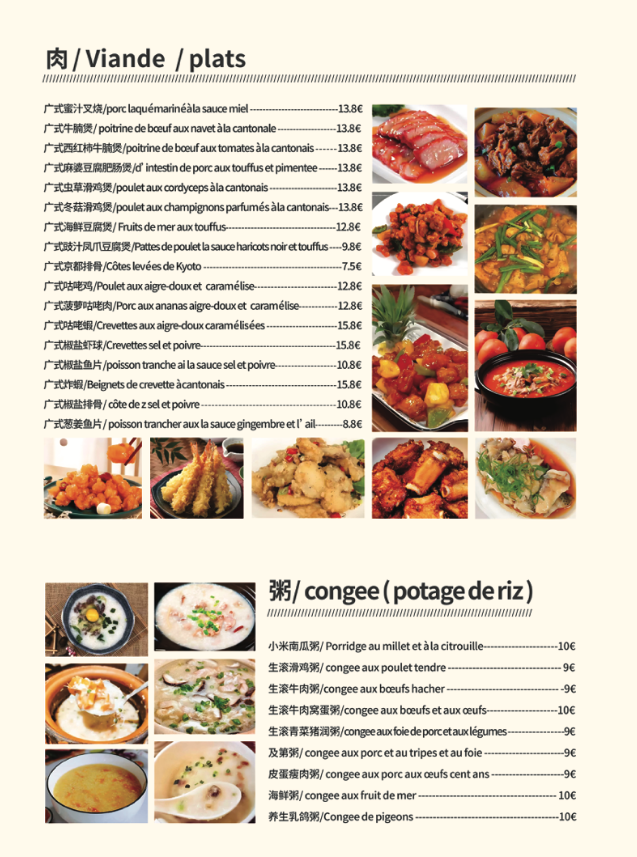 肉 / Viande / plats
广式蜜汁叉烧/porc laqué mariné à la sauce miel ----------------------------13.8€
广式牛腩煲/ poitrine de bœuf aux navet à la cantonale ------------------13.8€
广式西红柿牛腩煲/poitrine de bœuf aux tomates à la cantonais ------13.8€
广式麻婆豆腐肥肠煲/d' intestin de porc aux touffus et pimentee -----13.8€
广式虫草滑鸡煲/poulet aux cordyceps à la cantonais ---------------------13.8€
广式冬菇滑鸡煲/poulet aux champignons parfumés à la cantonais---13.8€
广式海鲜豆腐煲/ Fruits de mer aux touffus-----------------------------------12.8€
广式豉汁凤爪豆腐煲/Pattes de poulet la sauce haricots noir et touffus ----9.8€
广式京都排骨/Côtes levées de Kyoto --------------------------------------------7.5€
广式咕咾鸡/Poulet aux aigre-doux et caramélise--------------------------12.8€
广式菠萝咕咾肉/Porc aux ananas aigre-doux et caramélise------------12.8€
广式咕咾蝦/Crevettes aux aigre-doux caramélisées -----------------------15.8€
广式椒盐虾球/Crevettes sel et poivre-------------------------------------------15.8€
广式椒盐鱼片/poisson tranche ai la sauce sel et poivre-------------------10.8€
广式炸蝦/Beignets de crevette à cantonais ------------------------------------15.8€
广式椒盐排骨/ côte de z sel et poivre -------------------------------------------10.8€
广式葱姜鱼片/ poisson trancher aux la sauce gingembre et l' ail---------8.8€
粥/ congee ( potage de riz )
小米南瓜粥/ Porridge au millet et à la citrouille----------------------10€
生滚滑鸡粥/ congee aux poulet tendre ---------------------------------- 9€
生滚牛肉粥/congee aux bœufs hacher ---------------------------------- -9€
生滚牛肉窝蛋粥/congee aux bœufs et aux œufs---------------------10€
生滚青菜猪润粥/congee aux foie de porc et aux légumes-----------------9€
及第粥/ congee aux porc et au tripes et au foie ------------------------9€
皮蛋瘦肉粥/ congee aux porc aux œufs cent ans ---------------------9€
海鲜粥/ congee aux fruit de mer ----------------------------------------- 10€
养生乳鸽粥/Congee de pigeons -------------------------------------------10€